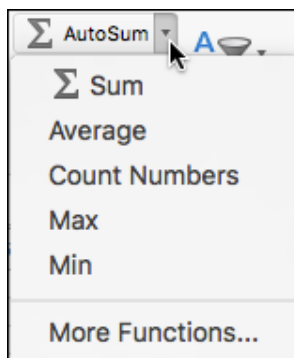 Σ AutoSum
A
Σ Sum
Average
Count Numbers
Max
Min
More Functions...